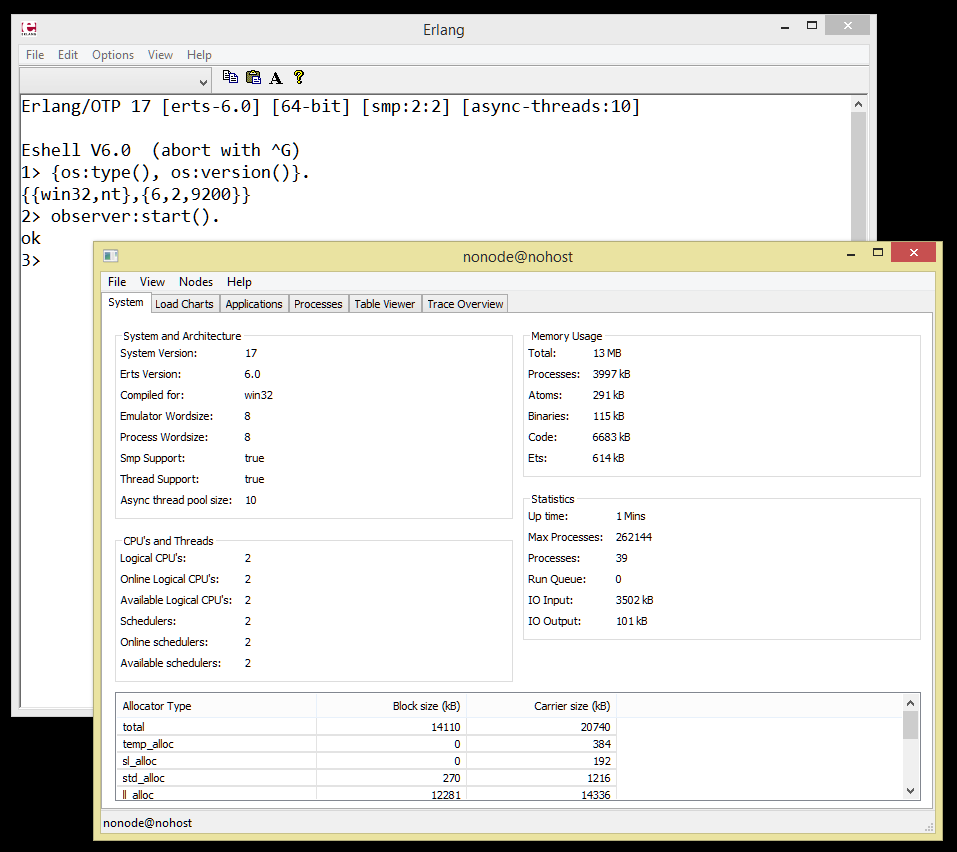 Erlang
File Edit Options View Help
Erlang/OTP 17 [erts-6.0] [64-bit] [smp:2:2] [async-threads:10]
Eshell V6.0 (abort with ^G)
1> {os:type(), os:version()}.
{{win32,nt},{6,2,9200}}
2> observer:start().
ok
3>
nonode@nohost
File View Nodes Help
System Load Charts Applications Processes Table Viewer Trace Overview
System and Architecture
System Version: 17
Erts Version: 6.0
Compiled for: win32
Emulator Wordsize: 8
Process Wordsize: 8
Smp Support: true
Thread Support: true
Async thread pool size: 10
CPU's and Threads
Logical CPU's: 2
Online Logical CPU's: 2
Available Logical CPU's: 2
Schedulers: 2
Online schedulers: 2
Available schedulers: 2
Memory Usage
Total: 13 MB
Processes: 3997 kB
Atoms: 291 kB
Binaries: 115 kB
Code: 6683 kB
Ets: 614 kB
Statistics
Up time: 1 Mins
Max Processes: 262144
Processes: 39
Run Queue: 0
IO Input: 3502 kB
IO Output: 101 kB
Allocator Type Block size (kB) Carrier size (kB)
total 14110 20740
temp_alloc 0 384
sl_alloc 0 192
std_alloc 270 1216
ll_alloc 12281 14336
nonode@nohost